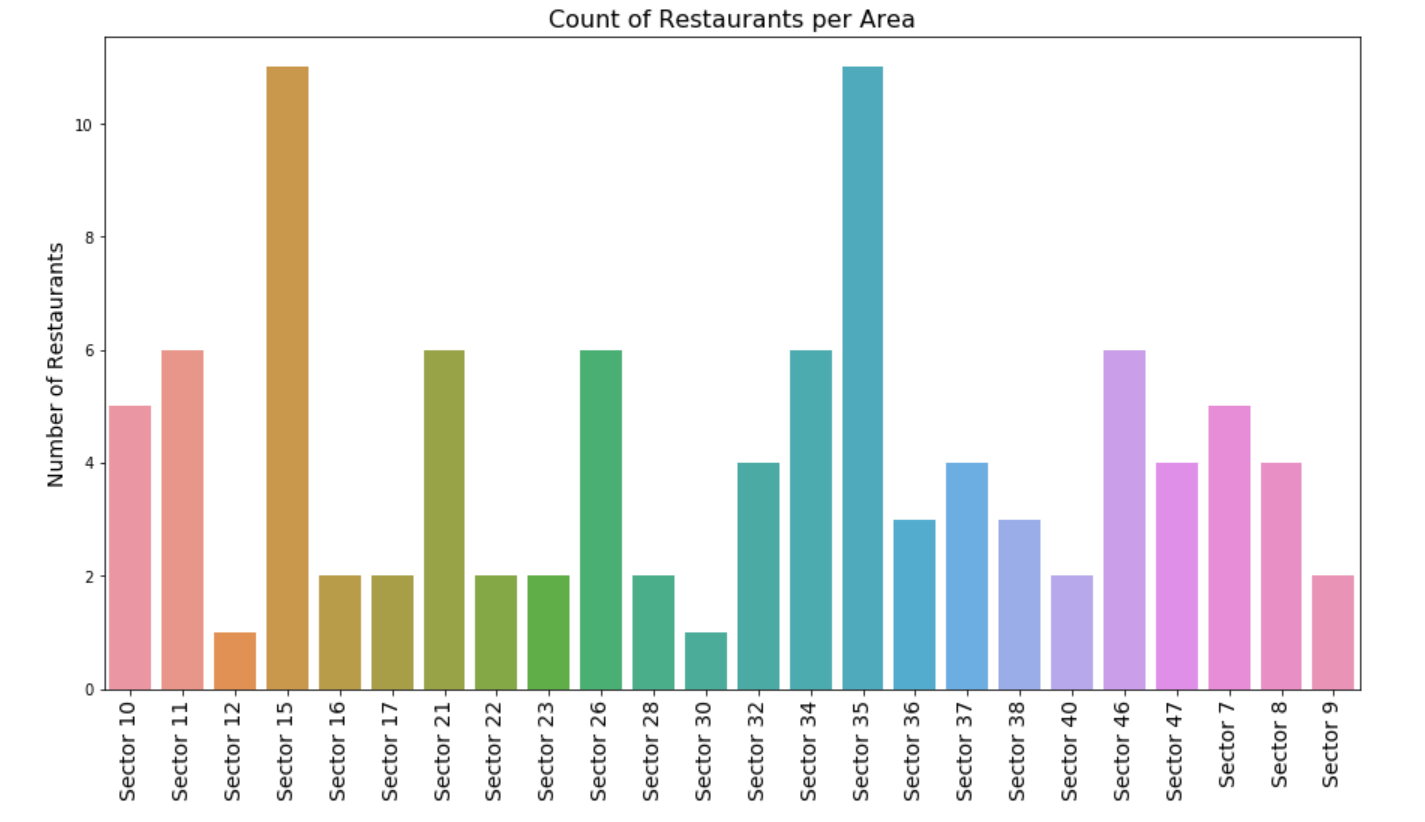 Count of Restaurants per Area
Number of Restaurants
10
8
6
4
2
0
Sector 10
Sector 11
Sector 12
Sector 15
Sector 16
Sector 17
Sector 21
Sector 22
Sector 23
Sector 26
Sector 28
Sector 30
Sector 32
Sector 34
Sector 35
Sector 36
Sector 37
Sector 38
Sector 40
Sector 46
Sector 47
Sector 7
Sector 8
Sector 9